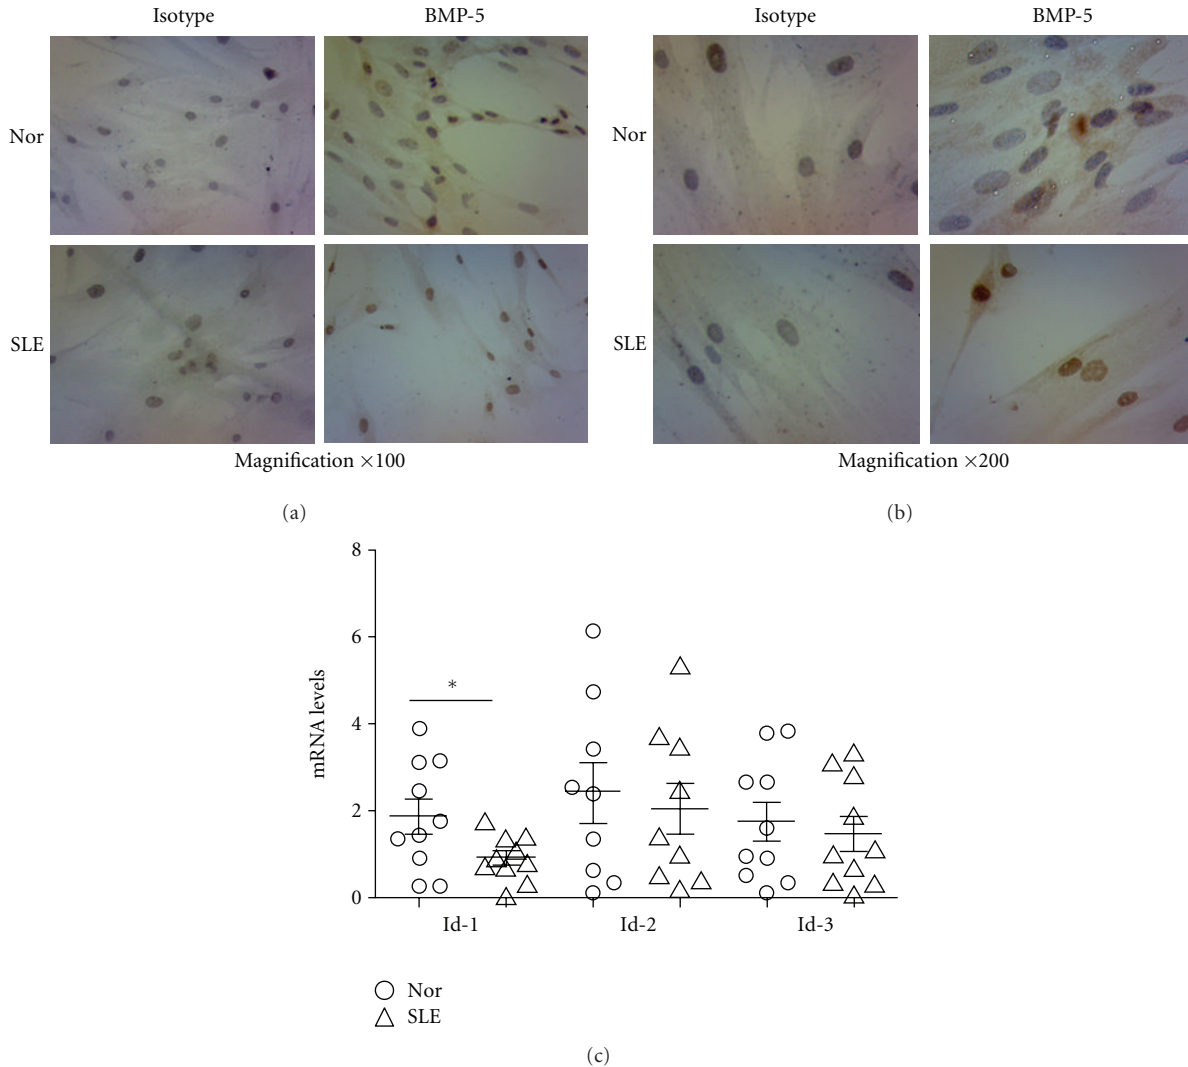 Isotype BMP-5
Nor
SLE
Magnification ×100
(a)
Isotype BMP-5
Nor
SLE
Magnification ×200
(b)
8
6
4
2
0
mRNA levels
*
Id-1 Id-2 Id-3
Nor
SLE
(c)